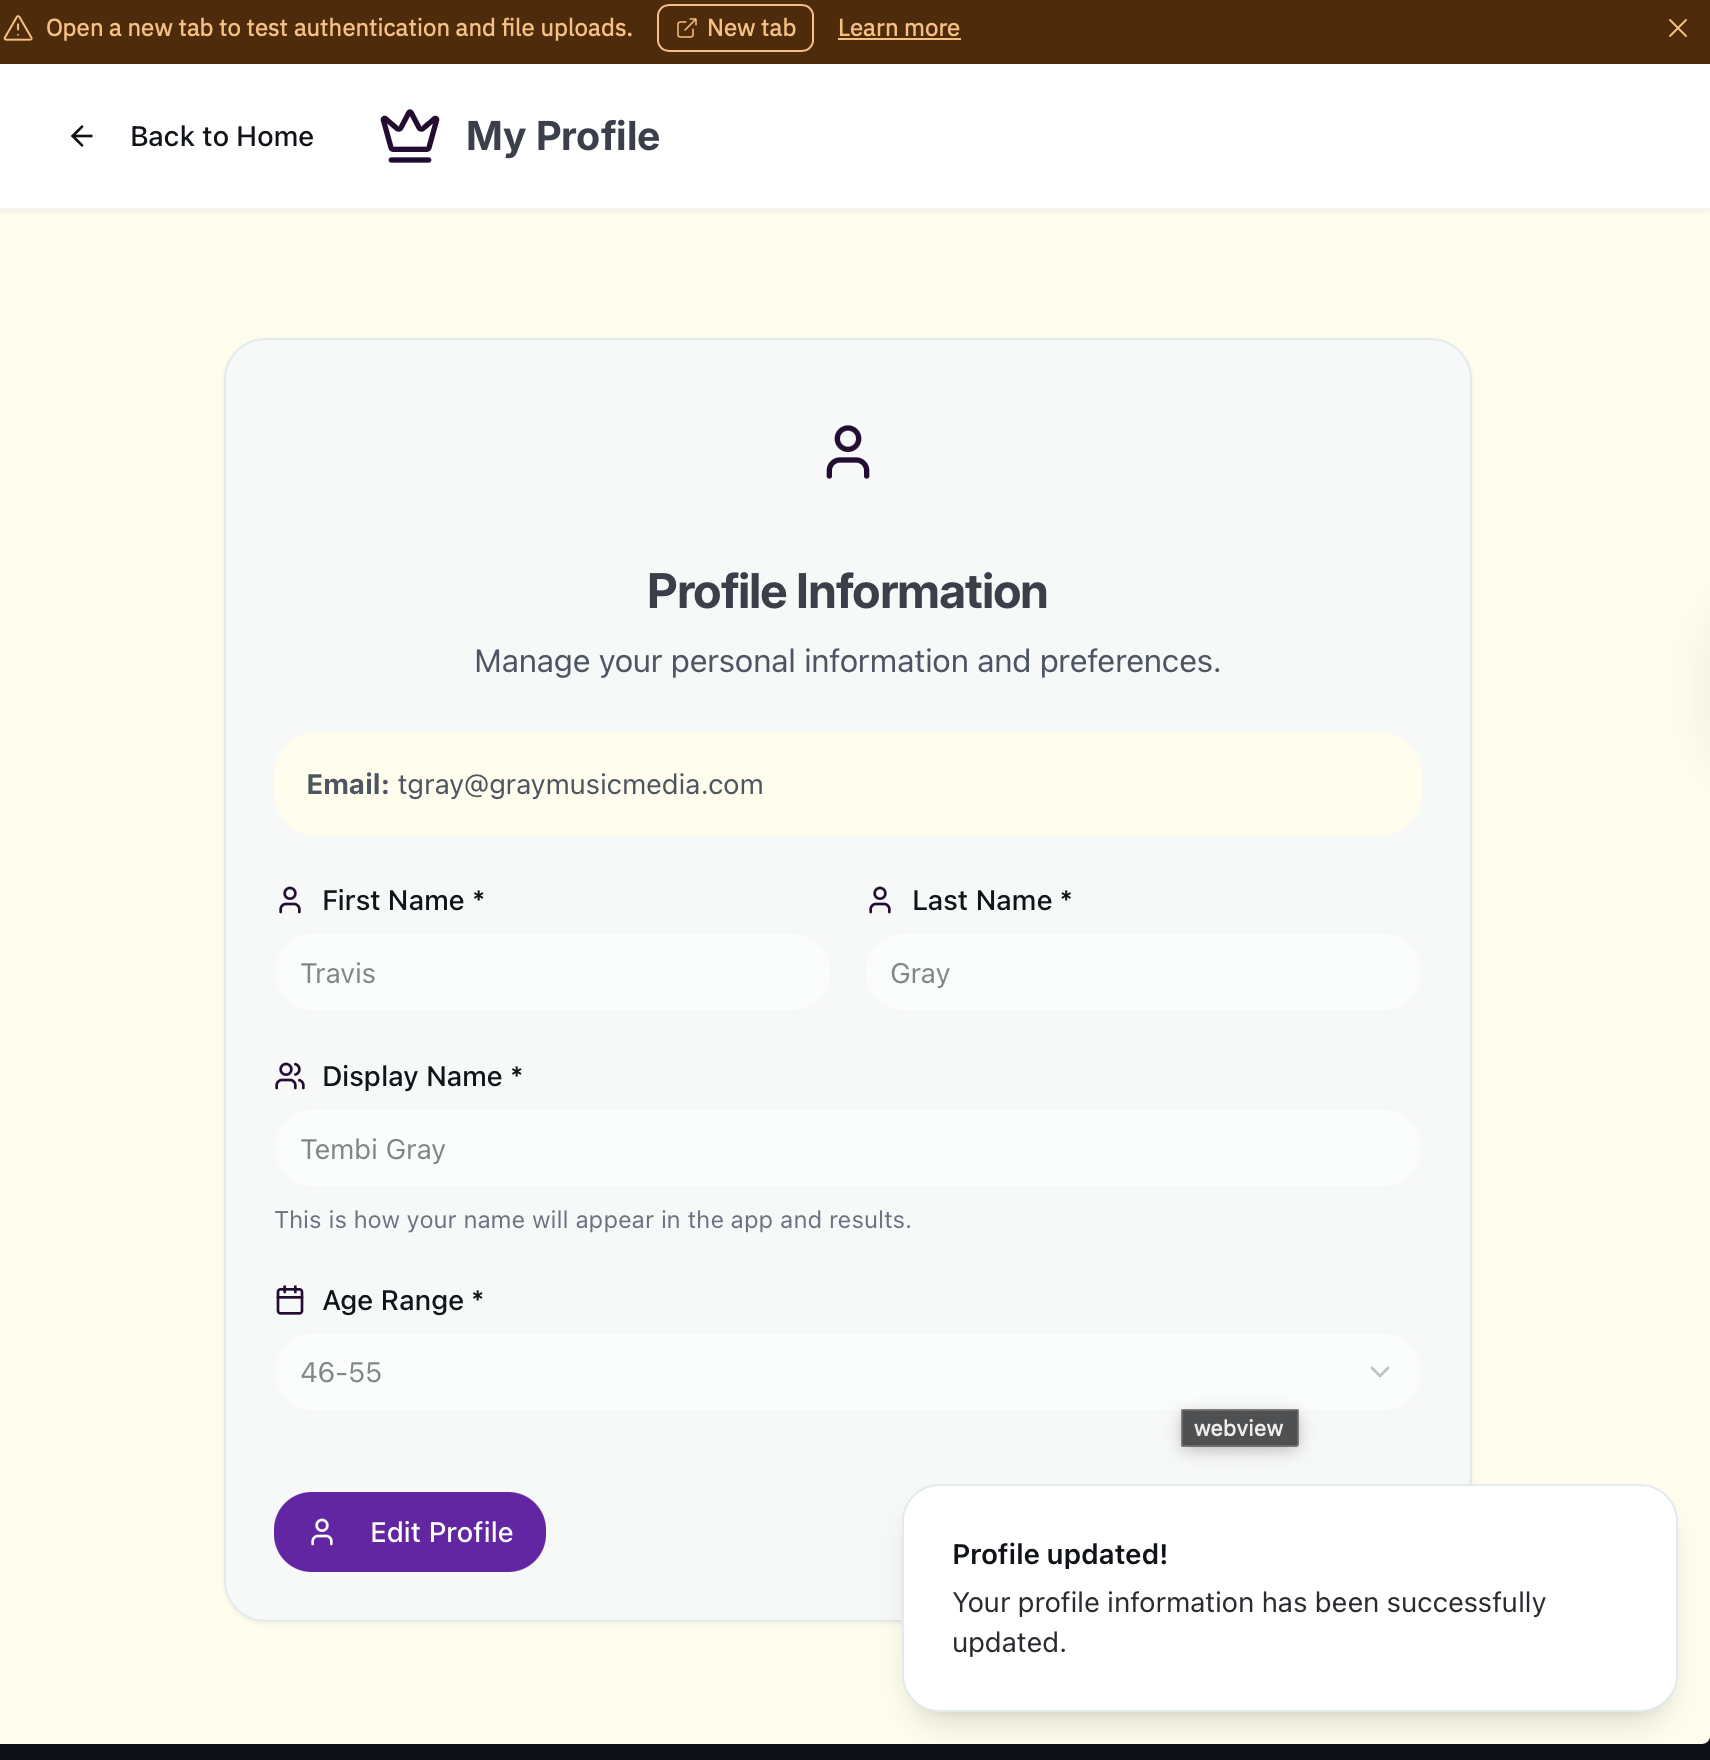 Open a new tab to test authentication and file uploads. New tab Learn more
Back to Home My Profile
Profile Information
Manage your personal information and preferences.
Email: tgray@graymusicmedia.com
First Name * Last Name *
Travis Gray
Display Name *
Tembi Gray
This is how your name will appear in the app and results.
Age Range *
46-55
webview
Edit Profile
Profile updated!
Your profile information has been successfully
updated.